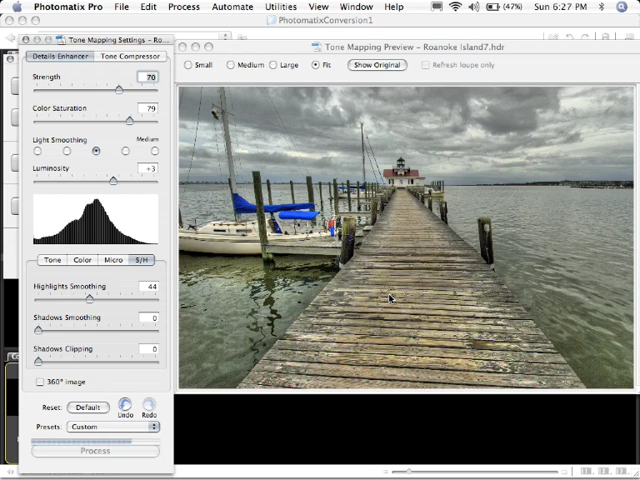 Photomatix Pro File Edit Process Automate Utilities View Window Help (47%) Sun 6:27 PM
PhotomatixConversion1
Tone Mapping Settings – Ro...
Details Enhancer Tone Compressor
Strength 70
Color Saturation 79
Light Smoothing Medium
Luminosity +3
Tone Color Micro S/H
Highlights Smoothing 44
Shadows Smoothing 0
Shadows Clipping 0
360° image
Reset: Default Undo Redo
Presets: Custom
Process
Tone Mapping Preview – Roanoke Island7.hdr
Small Medium Large Fit Show Original Refresh loupe only